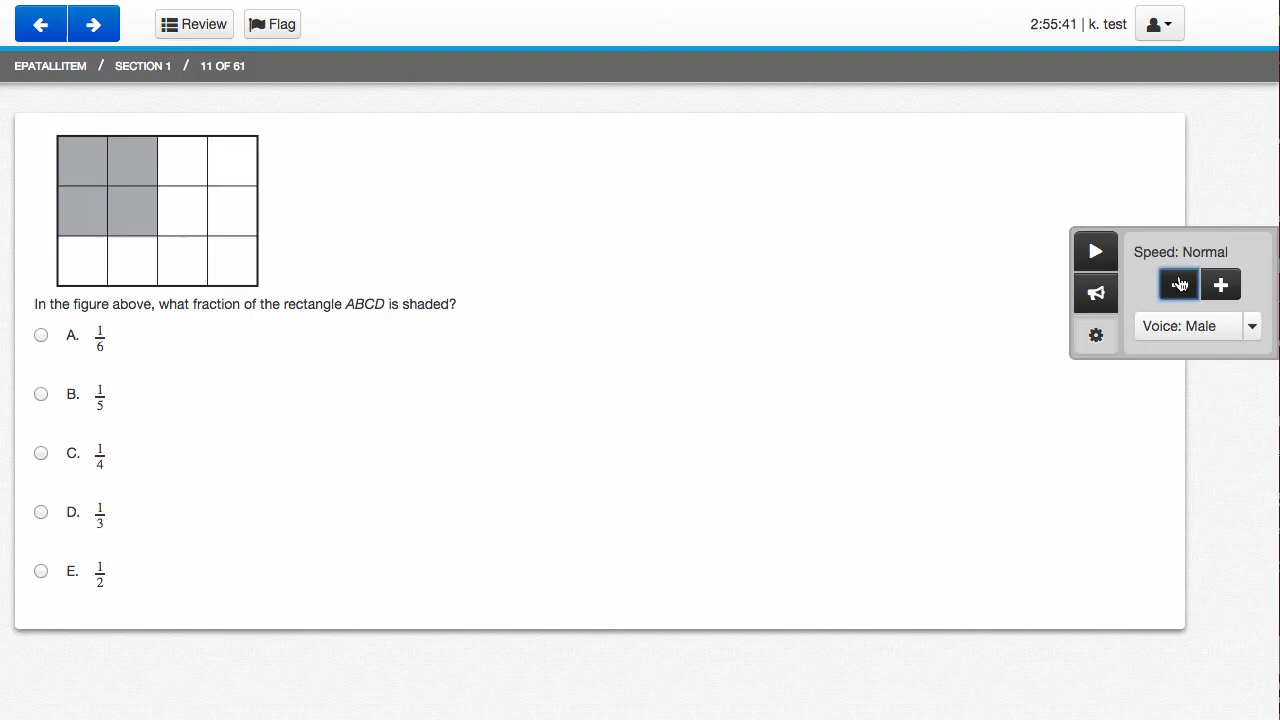 Review Flag 2:55:41 | k. test
EPATALLITEM / SECTION 1 / 11 OF 61
Speed: Normal
Voice: Male
In the figure above, what fraction of the rectangle ABCD is shaded?
A. 1/6
B. 1/5
C. 1/4
D. 1/3
E. 1/2